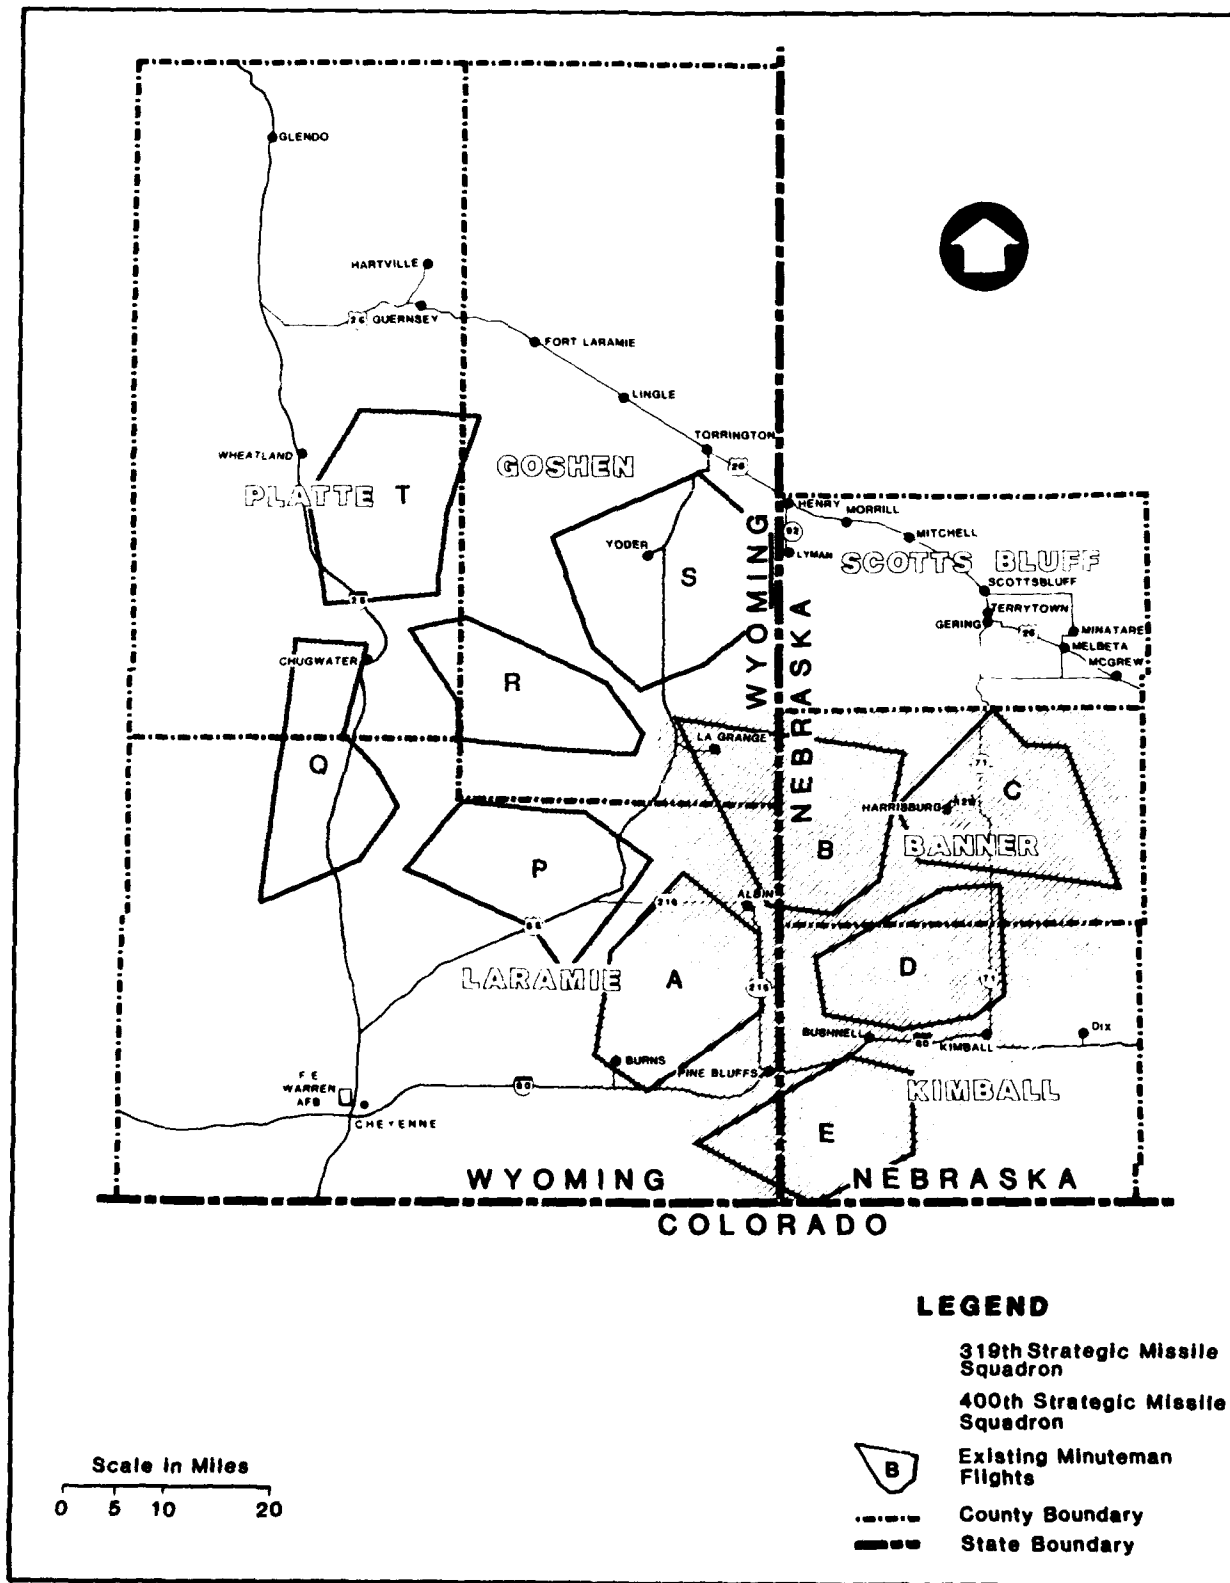 GLENDO
HARTVILLE
26 GUERNSEY
FORT LARAMIE
LINGLE
TORRINGTON
WHEATLAND
GOSHEN
26
PLATTE T
HENRY
MORRILL
92
MITCHELL
YODER
LYMAN
SCOTTS BLUFF
S
WYOMING
NEBRASKA
SCOTTSBLUFF
TERRYTOWN
GERING
26
MINATARE
MELBETA
MCGREW
CHUGWATER
R
LA GRANGE
Q
71
C
HARRISBURG
B
BANNER
P
ALBIN
216
D
LARAMIE
A
215
71
BUSHNELL
80
KIMBALL
DIX
BURNS
PINE BLUFFS
F E
WARREN
AFB
80
KIMBALL
CHEYENNE
E
WYOMING
NEBRASKA
COLORADO
LEGEND
319th Strategic Missile
Squadron
400th Strategic Missile
Squadron
B
Existing Minuteman
Flights
County Boundary
State Boundary
Scale in Miles
0 5 10 20